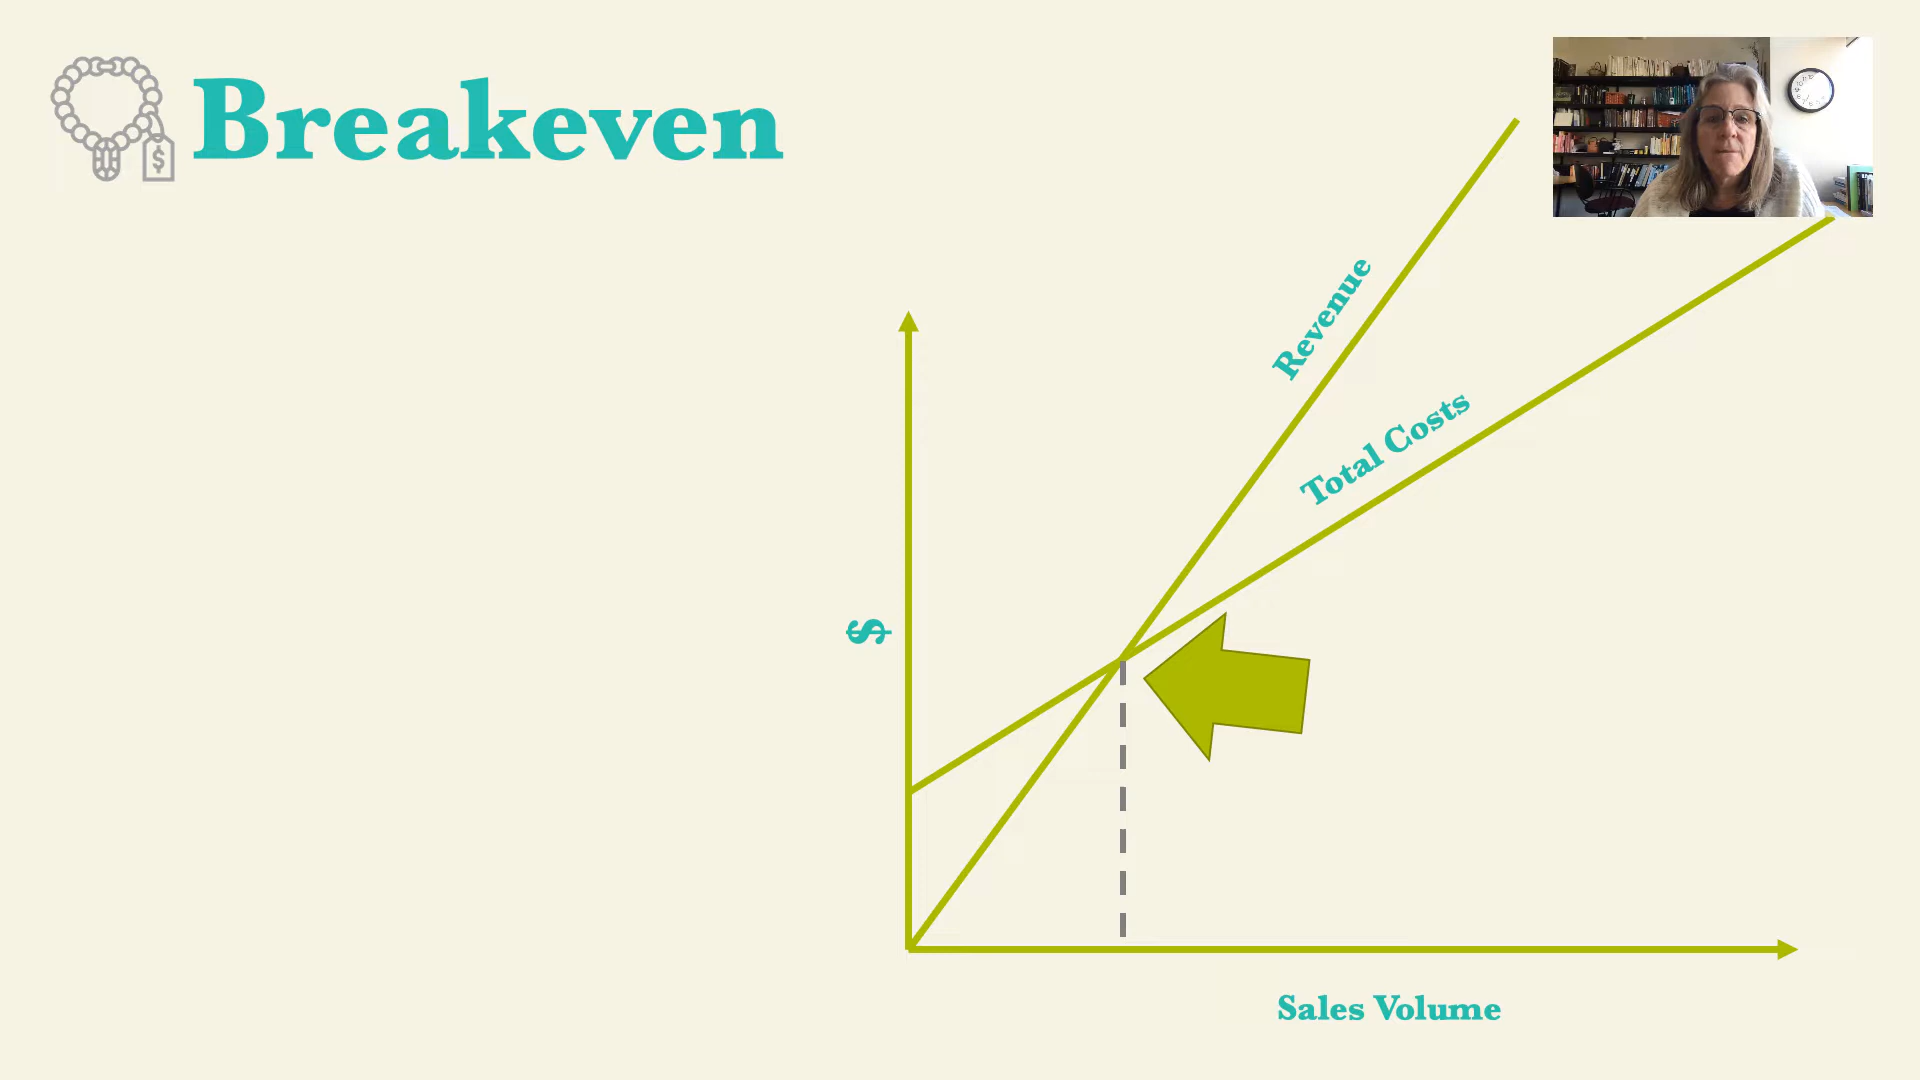 Breakeven
$
Revenue
Total Costs
$
Sales Volume